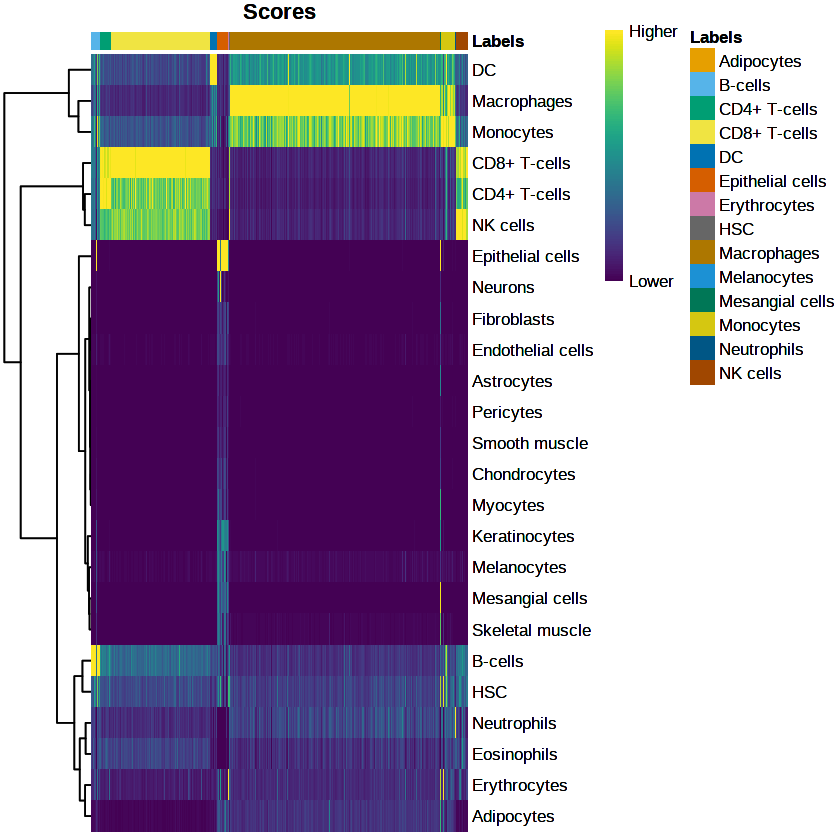 Scores
Labels
DC
Macrophages
Monocytes
CD8+ T-cells
CD4+ T-cells
NK cells
Epithelial cells
Neurons
Fibroblasts
Endothelial cells
Astrocytes
Pericytes
Smooth muscle
Chondrocytes
Myocytes
Keratinocytes
Melanocytes
Mesangial cells
Skeletal muscle
B-cells
HSC
Neutrophils
Eosinophils
Erythrocytes
Adipocytes
Higher
Lower
Labels
Adipocytes
B-cells
CD4+ T-cells
CD8+ T-cells
DC
Epithelial cells
Erythrocytes
HSC
Macrophages
Melanocytes
Mesangial cells
Monocytes
Neutrophils
NK cells